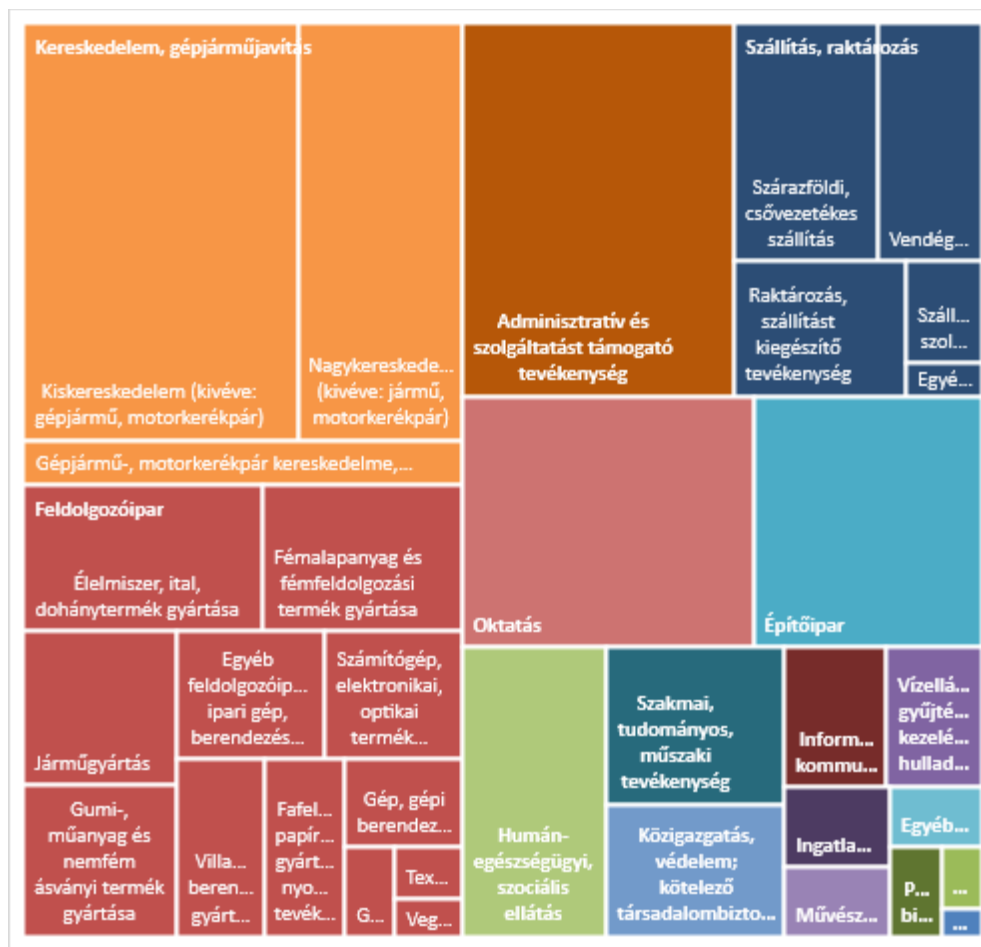 Kereskedelem, gépjárműjavítás
Kiskereskedelem (kivéve:
gépjármű, motorkerékpár)
Nagykereskede...
(kivéve: jármű,
motorkerékpár)
Gépjármű-, motorkerékpár kereskedelme,...
Adminisztratív és
szolgáltatást támogató
tevékenység
Szállítás, raktározás
Szárazföldi,
csővezetékes
szállítás
Vendég...
Raktározás,
szállítást
kiegészítő
tevékenység
Száll...
szol...
Egyé...
Feldolgozóipar
Élelmiszer, ital,
dohánytermék gyártása
Fémalapanyag és
fémfeldolgozási
termék gyártása
Járműgyártás
Egyéb
feldolgozóip...
ipari gép,
berendezés...
Számítógép,
elektronikai,
optikai
termék...
Gumi-,
műanyag és
nemfém
ásványi termék
gyártása
Villa...
beren...
gyárt...
Fafel...
papír...
gyárt...
nyo...
tevék...
Gép, gépi
berendez...
G...
Tex...
Veg...
Oktatás
Építőipar
Humán-
egészségügyi,
szociális
ellátás
Szakmai,
tudományos,
műszaki
tevékenység
Közigazgatás,
védelem;
kötelező
társadalombizto...
Inform...
kommu...
Vízellá...
gyűjté...
kezelé...
hullad...
Ingatla...
Művész...
Egyéb...
P...
bi...
...
...